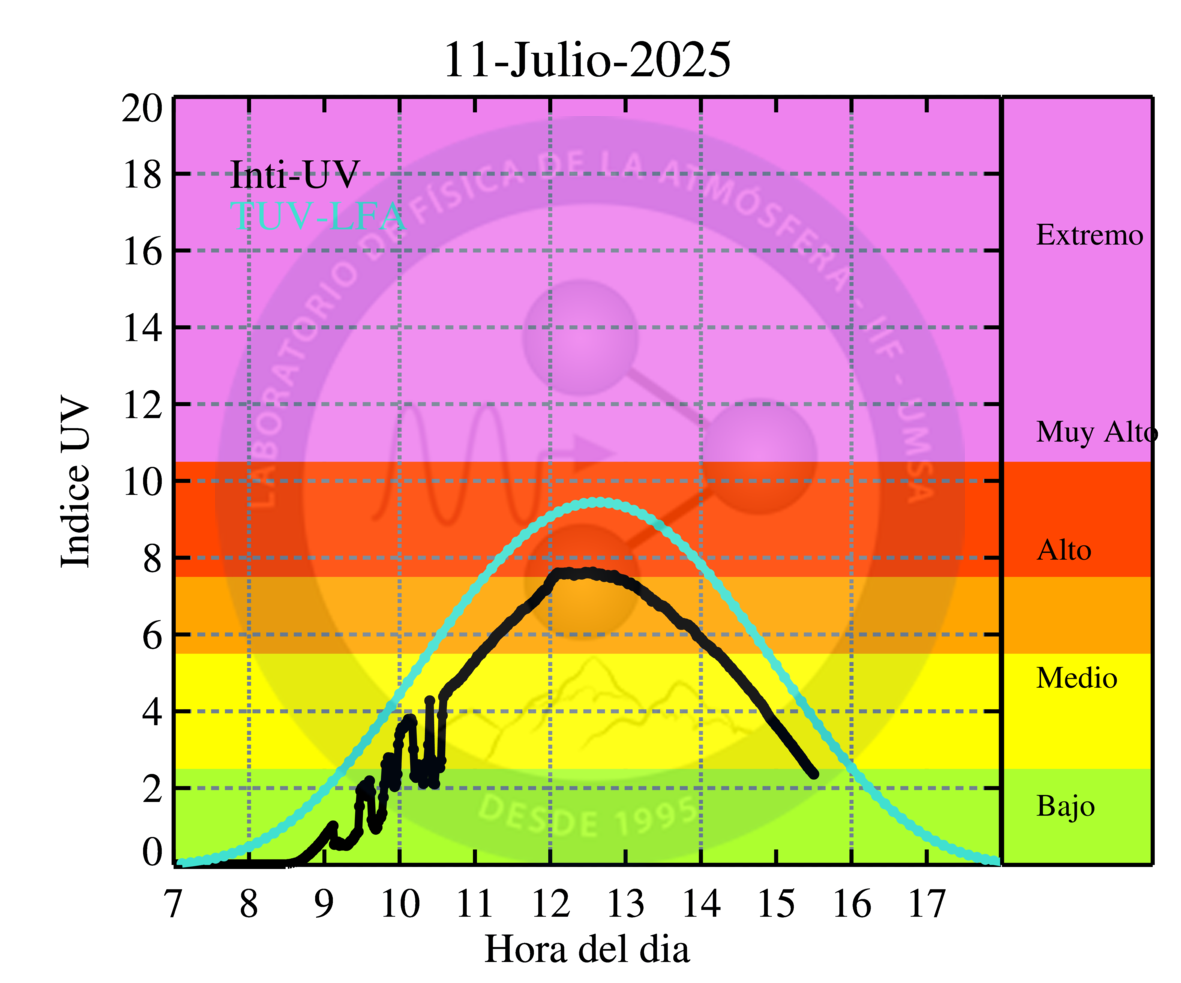 11-Julio-2025
20
18
16
14
12
10
8
6
4
2
0
Indice UV
Inti-UV
TUV-LFA
LABORATORIO DE FÍSICA DE LA ATMÓSFERA - IIF - UMSA
DESDE 1995
Extremo
Muy Alto
Alto
Medio
Bajo
7 8 9 10 11 12 13 14 15 16 17
Hora del dia